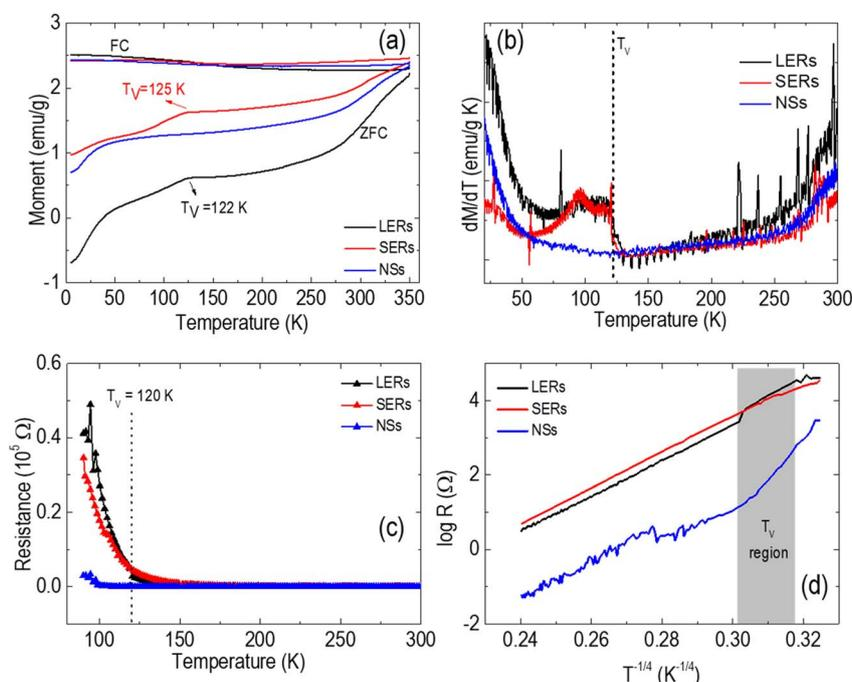 (a)
FC
T_V=125 K
ZFC
T_V =122 K
LERs
SERs
NSs
Moment (emu/g)
3
2
1
0
-1
0 50 100 150 200 250 300 350
Temperature (K)
(b)
T_V
LERs
SERs
NSs
dM/dT (emu/g K)
50 100 150 200 250 300
Temperature (K)
T_V = 120 K
LERs
SERs
NSs
(c)
Resistance (10^5 Ω)
0.6
0.4
0.2
0.0
100 150 200 250 300
Temperature (K)
LERs
SERs
NSs
T_V
region
(d)
log R (Ω)
4
2
0
-2
0.24 0.26 0.28 0.30 0.32
T^-1/4 (K^-1/4)